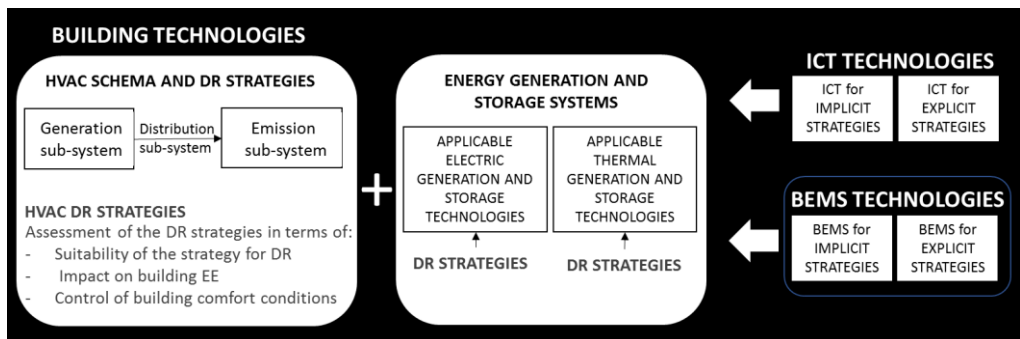 BUILDING TECHNOLOGIES
HVAC SCHEMA AND DR STRATEGIES
Generation
sub-system
Distribution
sub-system
Emission
sub-system
HVAC DR STRATEGIES
Assessment of the DR strategies in terms of:
- Suitability of the strategy for DR
- Impact on building EE
- Control of building comfort conditions
+
ENERGY GENERATION AND
STORAGE SYSTEMS
APPLICABLE
ELECTRIC
GENERATION AND
STORAGE
TECHNOLOGIES
DR STRATEGIES
APPLICABLE
THERMAL
GENERATION AND
STORAGE
TECHNOLOGIES
DR STRATEGIES
ICT TECHNOLOGIES
ICT for
IMPLICIT
STRATEGIES
ICT for
EXPLICIT
STRATEGIES
BEMS TECHNOLOGIES
BEMS for
IMPLICIT
STRATEGIES
BEMS for
EXPLICIT
STRATEGIES